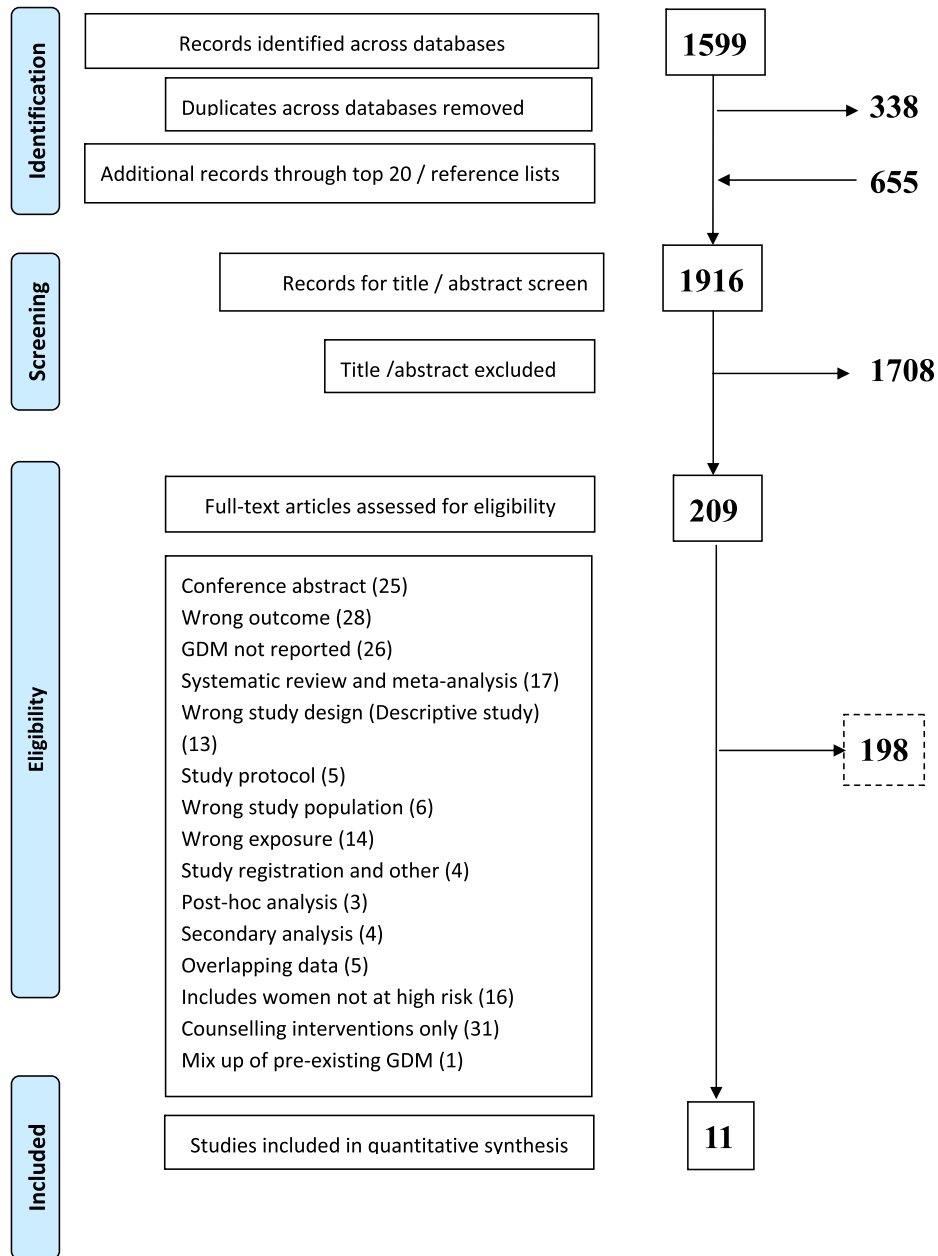 Identification
Records identified across databases
1599
Duplicates across databases removed
338
Additional records through top 20 / reference lists
655
Screening
Records for title / abstract screen
1916
Title /abstract excluded
1708
Eligibility
Full-text articles assessed for eligibility
209
Conference abstract (25)
Wrong outcome (28)
GDM not reported (26)
Systematic review and meta-analysis (17)
Wrong study design (Descriptive study)
(13)
Study protocol (5)
Wrong study population (6)
Wrong exposure (14)
Study registration and other (4)
Post-hoc analysis (3)
Secondary analysis (4)
Overlapping data (5)
Includes women not at high risk (16)
Counselling interventions only (31)
Mix up of pre-existing GDM (1)
198
Included
Studies included in quantitative synthesis
11